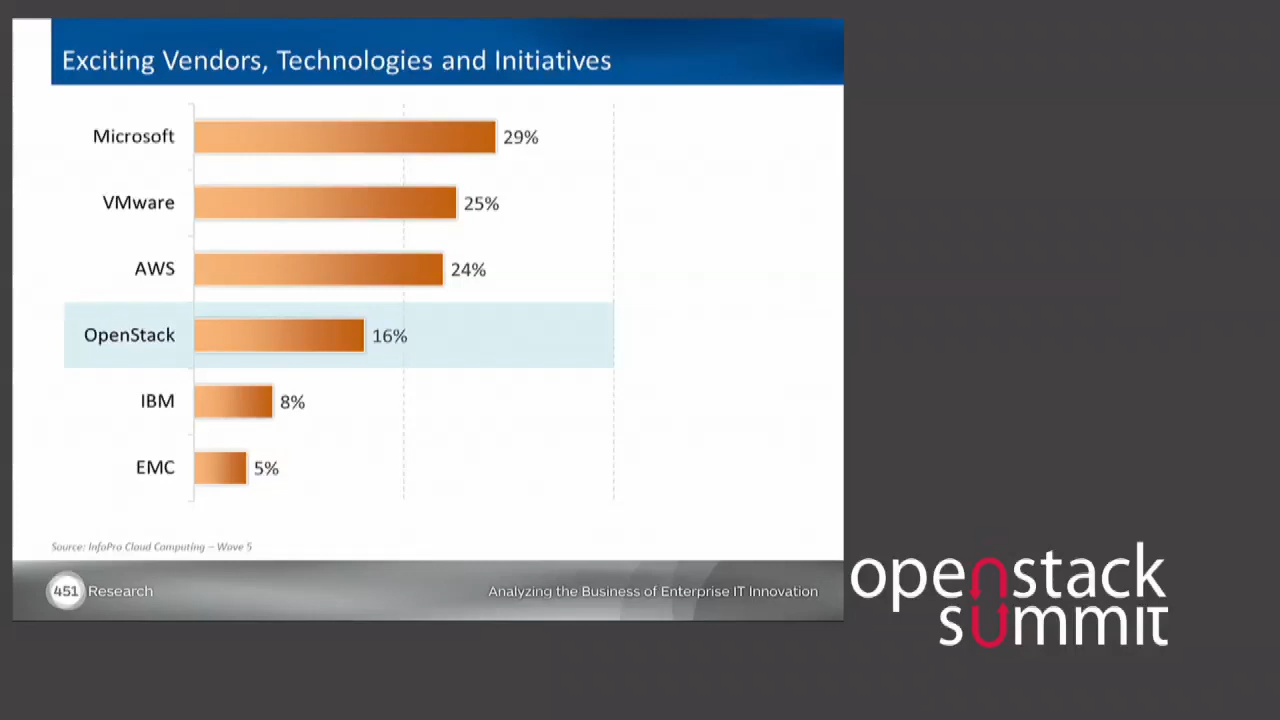 Exciting Vendors, Technologies and Initiatives
Microsoft 29%
VMware 25%
AWS 24%
OpenStack 16%
IBM 8%
EMC 5%
Source: InfoPro Cloud Computing – Wave 5
451 Research
Analyzing the Business of Enterprise IT Innovation
openstack
summit